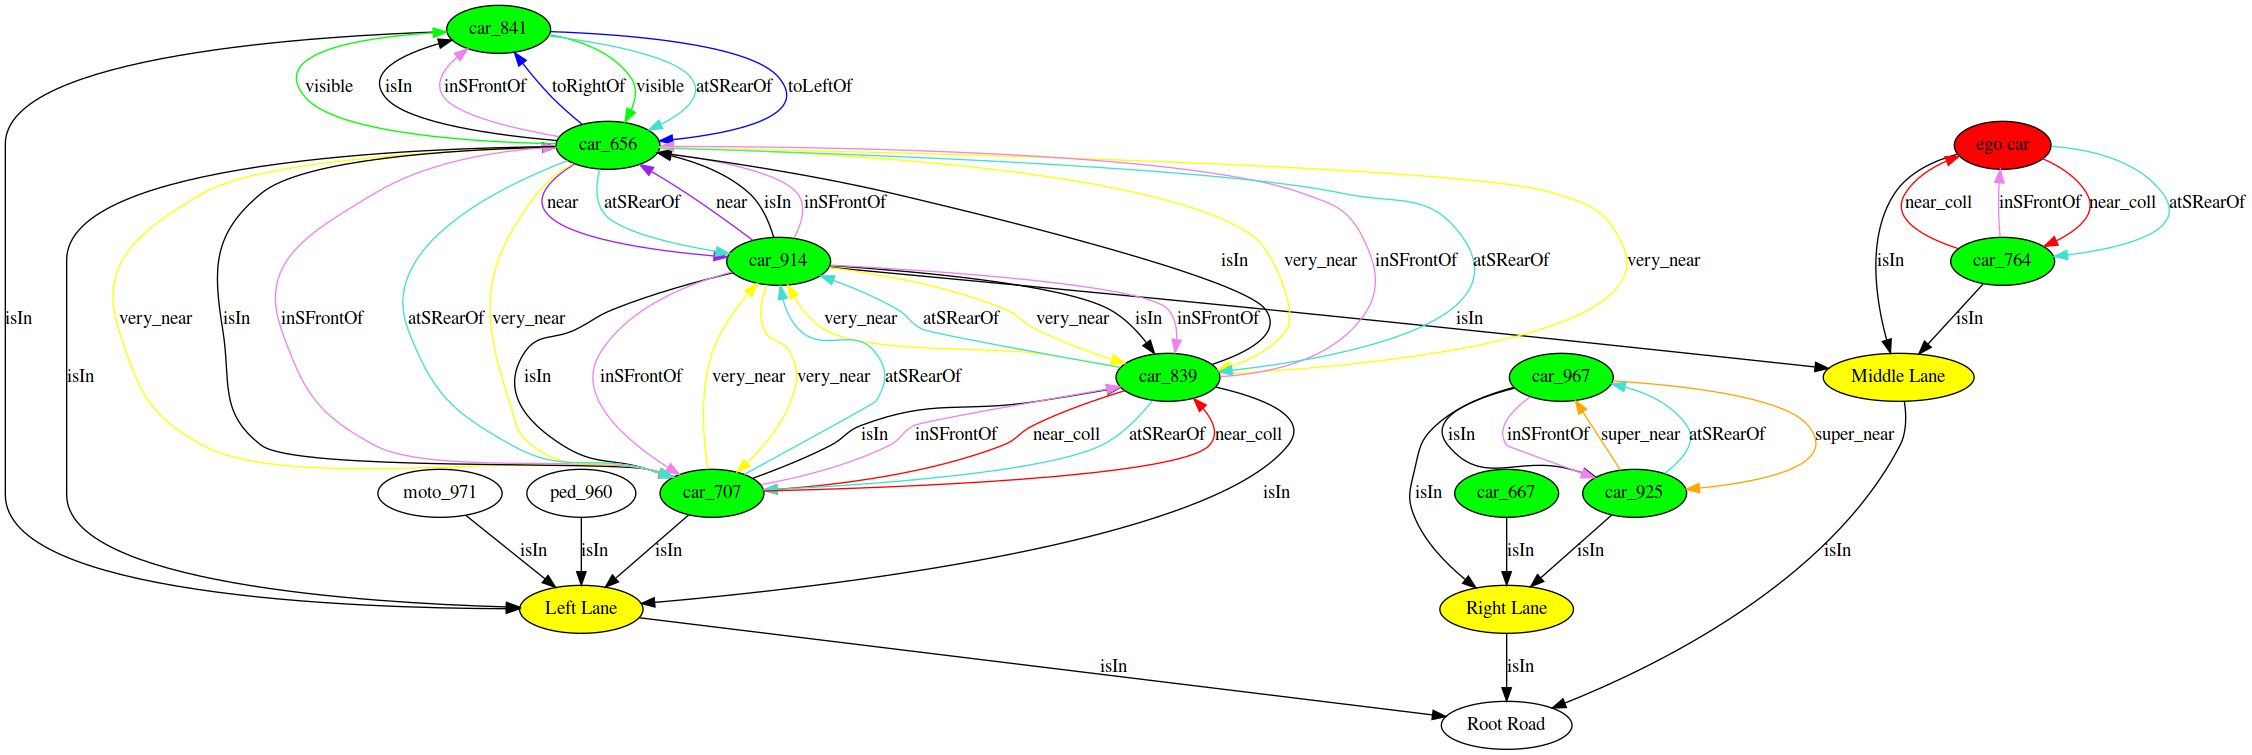 car_841
visible
isIn
inSFrontOf
toRightOf
visible
atSRearOf
toLeftOf
car_656
ego car
near
atSRearOf
near
isIn
inSFrontOf
near_coll
inSFrontOf
near_coll
atSRearOf
car_914
isIn
very_near
inSFrontOf
atSRearOf
very_near
isIn
car_764
isIn
very_near
isIn
inSFrontOf
atSRearOf
very_near
isIn
inSFrontOf
very_near
atSRearOf
very_near
isIn
inSFrontOf
isIn
isIn
isIn
isIn
inSFrontOf
very_near
very_near
atSRearOf
car_839
car_967
Middle Lane
isIn
inSFrontOf
near_coll
atSRearOf
near_coll
isIn
inSFrontOf
super_near
atSRearOf
super_near
moto_971
ped_960
car_707
isIn
isIn
car_667
car_925
isIn
isIn
isIn
isIn
isIn
isIn
Left Lane
Right Lane
isIn
isIn
Root Road